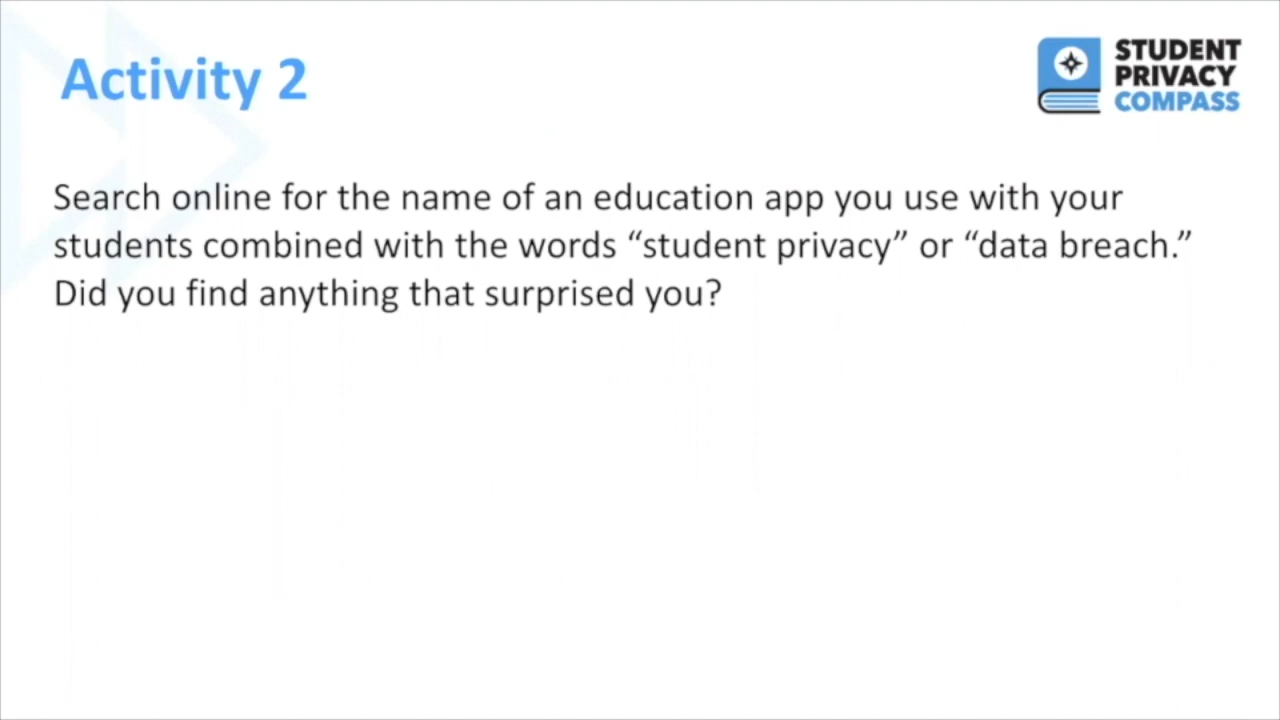 Activity 2
STUDENT
PRIVACY
COMPASS
Search online for the name of an education app you use with your
students combined with the words “student privacy” or “data breach.”
Did you find anything that surprised you?